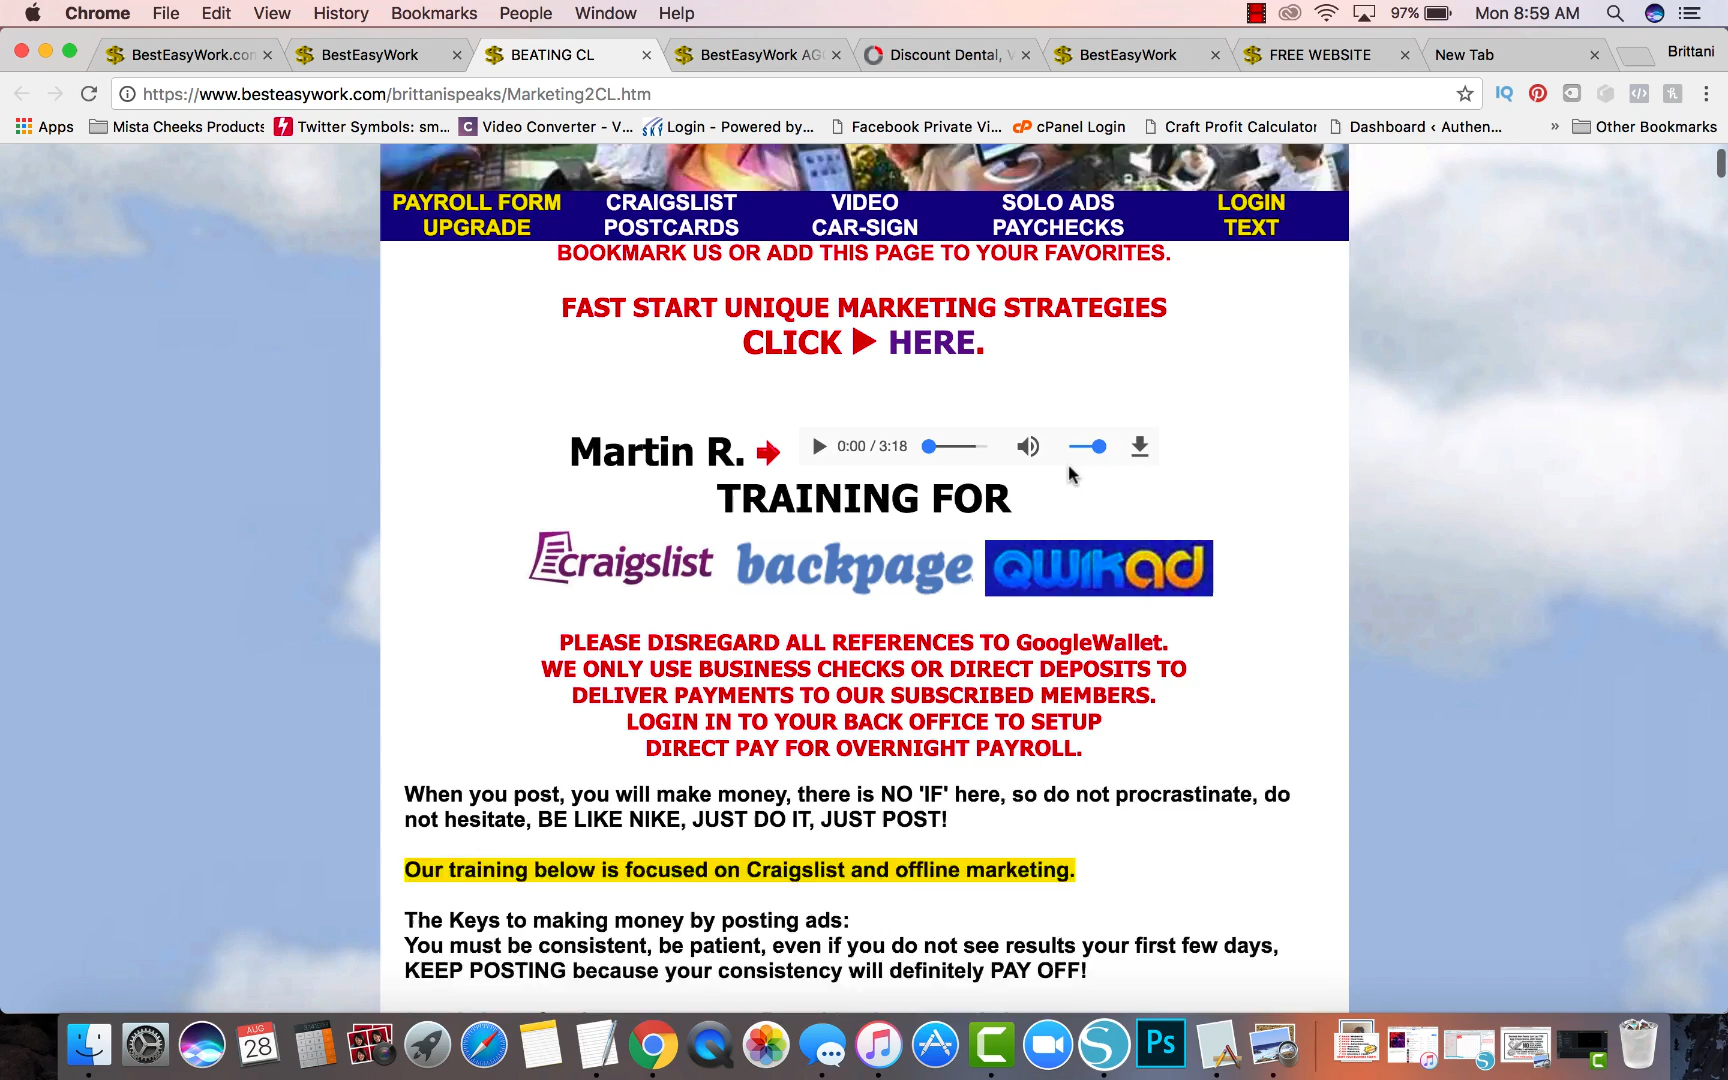 Chrome File Edit View History Bookmarks People Window Help 97% Mon 8:59 AM
BestEasyWork.con BestEasyWork BEATING CL BestEasyWork AG Discount Dental, V BestEasyWork FREE WEBSITE New Tab Brittani
https://www.besteasywork.com/brittanispeaks/Marketing2CL.htm IQ
Apps Mista Cheeks Products Twitter Symbols: sm... Video Converter - V... Login - Powered by... Facebook Private Vi... cPanel Login Craft Profit Calculator Dashboard ‹ Authen... » Other Bookmarks
PAYROLL FORM CRAIGSLIST VIDEO SOLO ADS LOGIN
UPGRADE POSTCARDS CAR-SIGN PAYCHECKS TEXT
BOOKMARK US OR ADD THIS PAGE TO YOUR FAVORITES.
FAST START UNIQUE MARKETING STRATEGIES
CLICK ▶ HERE.
Martin R. 0:00 / 3:18
TRAINING FOR
craigslist backpage QWIKAD
PLEASE DISREGARD ALL REFERENCES TO GoogleWallet.
WE ONLY USE BUSINESS CHECKS OR DIRECT DEPOSITS TO
DELIVER PAYMENTS TO OUR SUBSCRIBED MEMBERS.
LOGIN IN TO YOUR BACK OFFICE TO SETUP
DIRECT PAY FOR OVERNIGHT PAYROLL.
When you post, you will make money, there is NO 'IF' here, so do not procrastinate, do
not hesitate, BE LIKE NIKE, JUST DO IT, JUST POST!
Our training below is focused on Craigslist and offline marketing.
The Keys to making money by posting ads:
You must be consistent, be patient, even if you do not see results your first few days,
KEEP POSTING because your consistency will definitely PAY OFF!
AUG
28
Ps